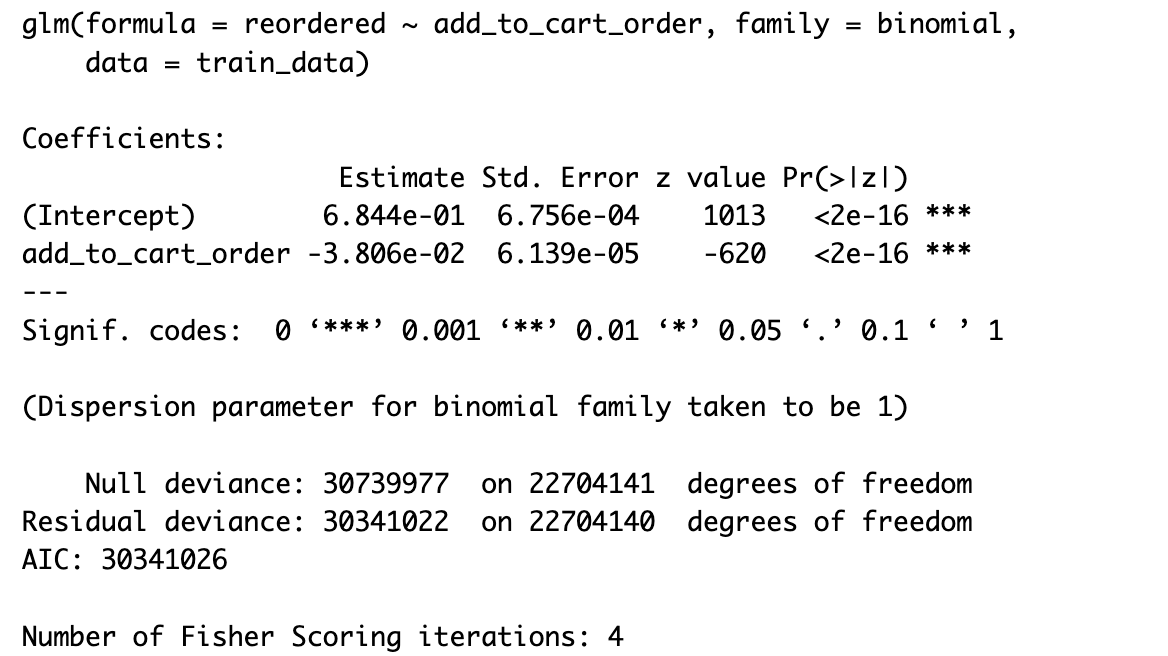 glm(formula = reordered ~ add_to_cart_order, family = binomial,
    data = train_data)

Coefficients:
                    Estimate Std. Error z value Pr(>|z|)
(Intercept)        6.844e-01  6.756e-04    1013   <2e-16 ***
add_to_cart_order -3.806e-02  6.139e-05    -620   <2e-16 ***
---
Signif. codes:  0 ‘***’ 0.001 ‘**’ 0.01 ‘*’ 0.05 ‘.’ 0.1 ‘ ’ 1

(Dispersion parameter for binomial family taken to be 1)

    Null deviance: 30739977  on 22704141  degrees of freedom
Residual deviance: 30341022  on 22704140  degrees of freedom
AIC: 30341026

Number of Fisher Scoring iterations: 4